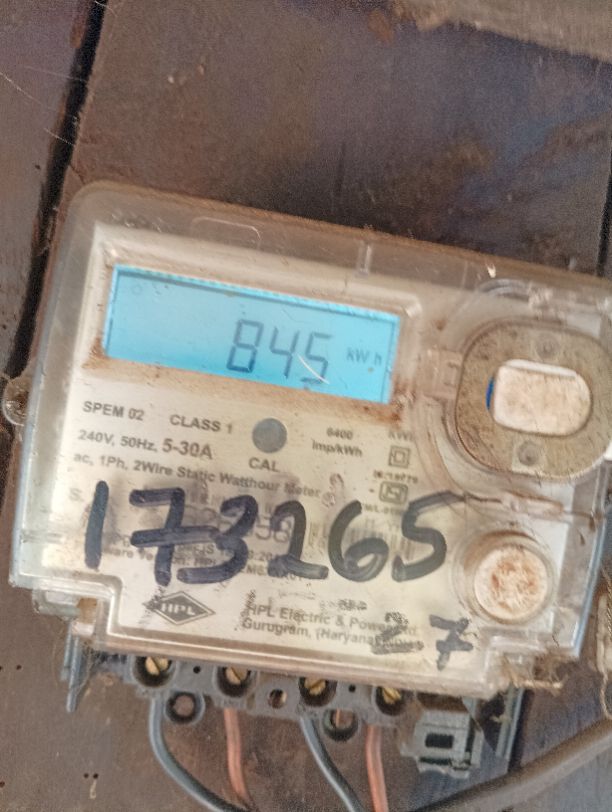 845 kWh
SPEM 02 CLASS 1 6400
240V, 50Hz, 5-30A CAL imp/kWh
ac, 1Ph, 2Wire Static Watthour Meter
S.
173265
HPL HPL Electric & Power
Gurugram, (Haryana)
7